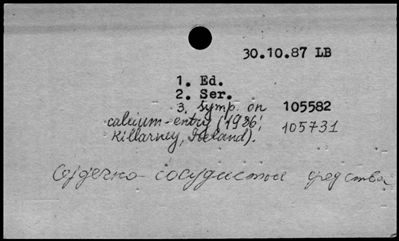 30.10.87 LB
1. Ed.
2. Ser.
3. symp. on 105582
calcium-entry (1986; 105731
Killarney, Ireland).
Сердечно-сосудистые средства